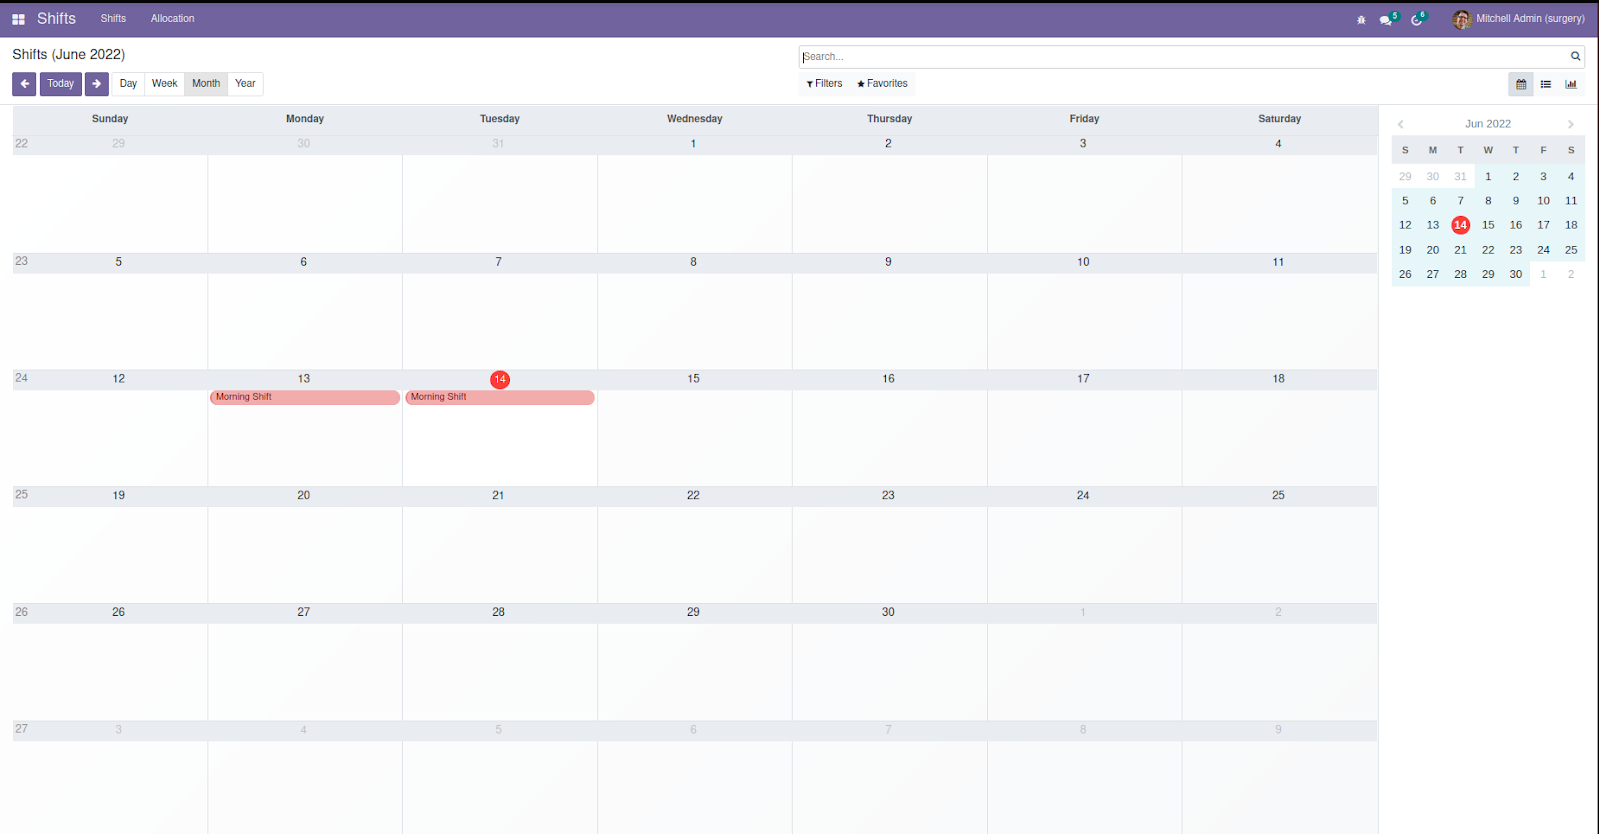 Shifts Shifts Allocation 5 6 Mitchell Admin (surgery)
Shifts (June 2022) Search...
Today Day Week Month Year Filters Favorites
Sunday Monday Tuesday Wednesday Thursday Friday Saturday
22 29 30 31 1 2 3 4
23 5 6 7 8 9 10 11
24 12 13 14 15 16 17 18
Morning Shift Morning Shift
25 19 20 21 22 23 24 25
26 26 27 28 29 30 1 2
27 3 4 5 6 7 8 9
Jun 2022
S M T W T F S
29 30 31 1 2 3 4
5 6 7 8 9 10 11
12 13 14 15 16 17 18
19 20 21 22 23 24 25
26 27 28 29 30 1 2